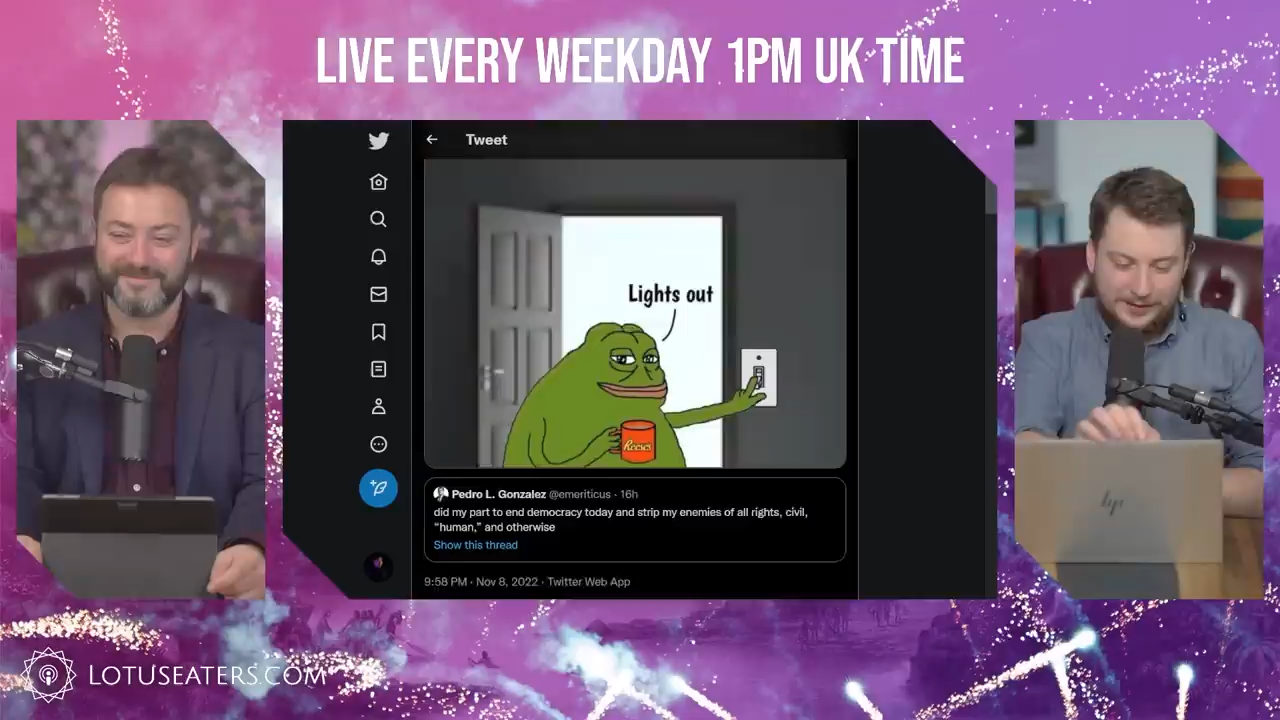 LIVE EVERY WEEKDAY 1PM UK TIME
Tweet
Lights out
Reese's
Pedro L. Gonzalez @emeriticus · 16h
did my part to end democracy today and strip my enemies of all rights, civil,
“human,” and otherwise
Show this thread
9:58 PM · Nov 8, 2022 · Twitter Web App
hp
LOTUSEATERS.COM